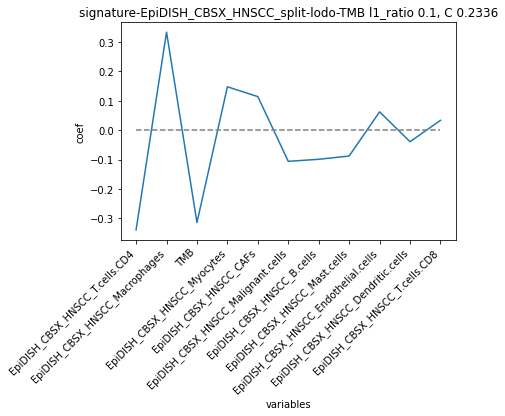 signature-EpiDISH_CBSX_HNSCC_split-lodo-TMB l1_ratio 0.1, C 0.2336
0.3
0.2
0.1
0.0
−0.1
−0.2
−0.3
coef
EpiDISH_CBSX_HNSCC_T.cells.CD4
EpiDISH_CBSX_HNSCC_Macrophages
TMB
EpiDISH_CBSX_HNSCC_Myocytes
EpiDISH_CBSX_HNSCC_CAFs
EpiDISH_CBSX_HNSCC_Malignant.cells
EpiDISH_CBSX_HNSCC_B.cells
EpiDISH_CBSX_HNSCC_Mast.cells
EpiDISH_CBSX_HNSCC_Endothelial.cells
EpiDISH_CBSX_HNSCC_Dendritic.cells
EpiDISH_CBSX_HNSCC_T.cells.CD8
variables